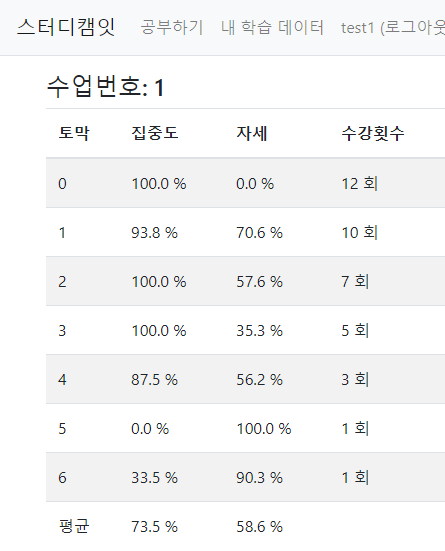 스터디캠잇 공부하기 내 학습 데이터 test1 (로그아웃
수업번호: 1
토막 집중도 자세 수강횟수
0 100.0 % 0.0 % 12 회
1 93.8 % 70.6 % 10 회
2 100.0 % 57.6 % 7 회
3 100.0 % 35.3 % 5 회
4 87.5 % 56.2 % 3 회
5 0.0 % 100.0 % 1 회
6 33.5 % 90.3 % 1 회
평균 73.5 % 58.6 %